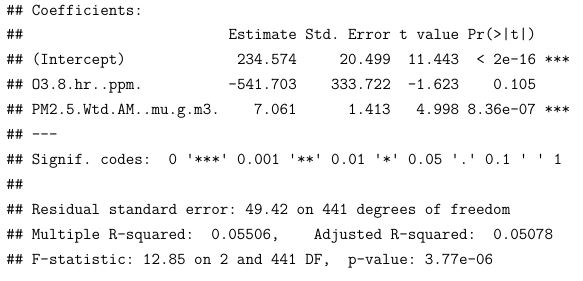 ## Coefficients:
##                       Estimate Std. Error t value Pr(>|t|)
## (Intercept)            234.574     20.499  11.443  < 2e-16 ***
## O3.8.hr..ppm.         -541.703    333.722  -1.623    0.105
## PM2.5.Wtd.AM..mu.g.m3.   7.061      1.413   4.998 8.36e-07 ***
## ---
## Signif. codes:  0 '***' 0.001 '**' 0.01 '*' 0.05 '.' 0.1 ' ' 1
##
## Residual standard error: 49.42 on 441 degrees of freedom
## Multiple R-squared:  0.05506,    Adjusted R-squared:  0.05078
## F-statistic: 12.85 on 2 and 441 DF,  p-value: 3.77e-06